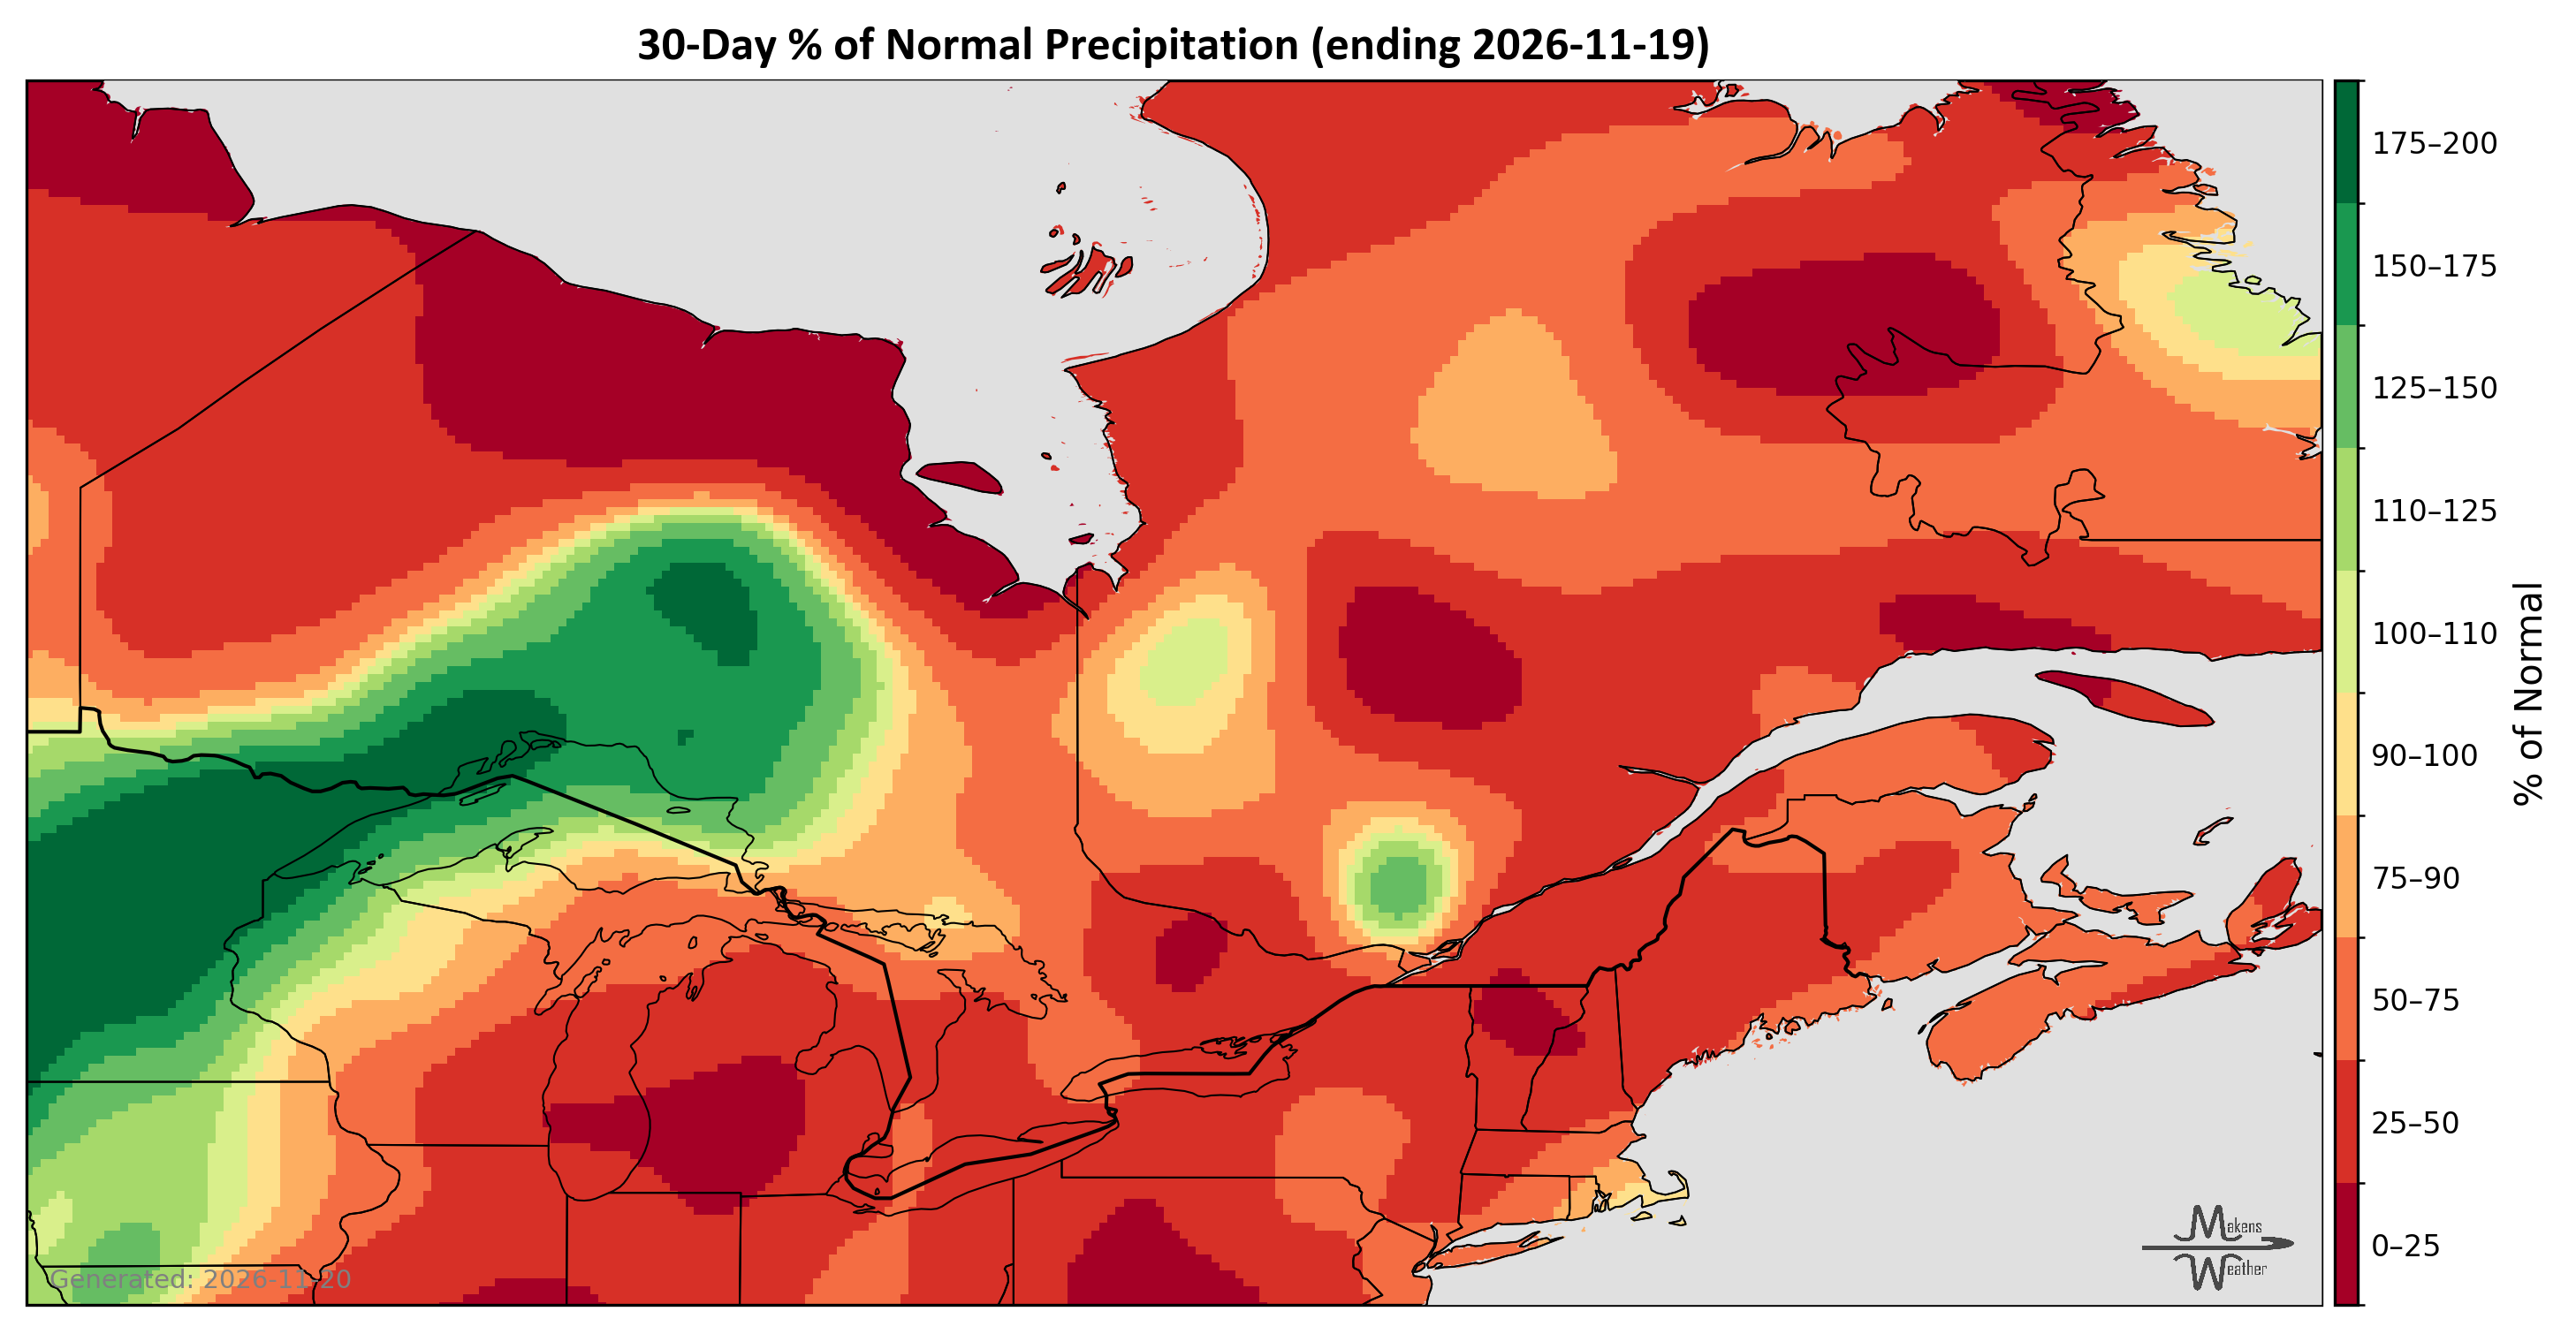 30-Day % of Normal Precipitation (ending 2026-11-19)
175–200
150–175
125–150
110–125
100–110
90–100
75–90
50–75
25–50
0–25
% of Normal
Generated: 2026-11-20
Makens
Weather